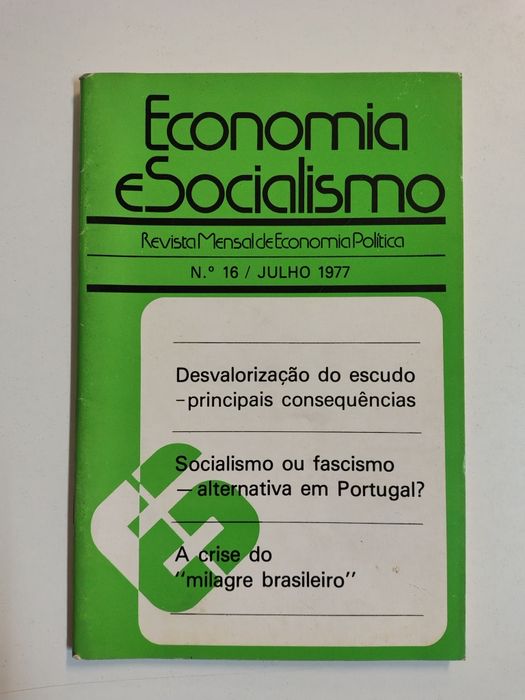 Economia
eSocialismo
Revista Mensal de Economia Política
N.º 16 / JULHO 1977
Desvalorização do escudo
-principais consequências
Socialismo ou fascismo
- alternativa em Portugal?
A crise do
"milagre brasileiro"